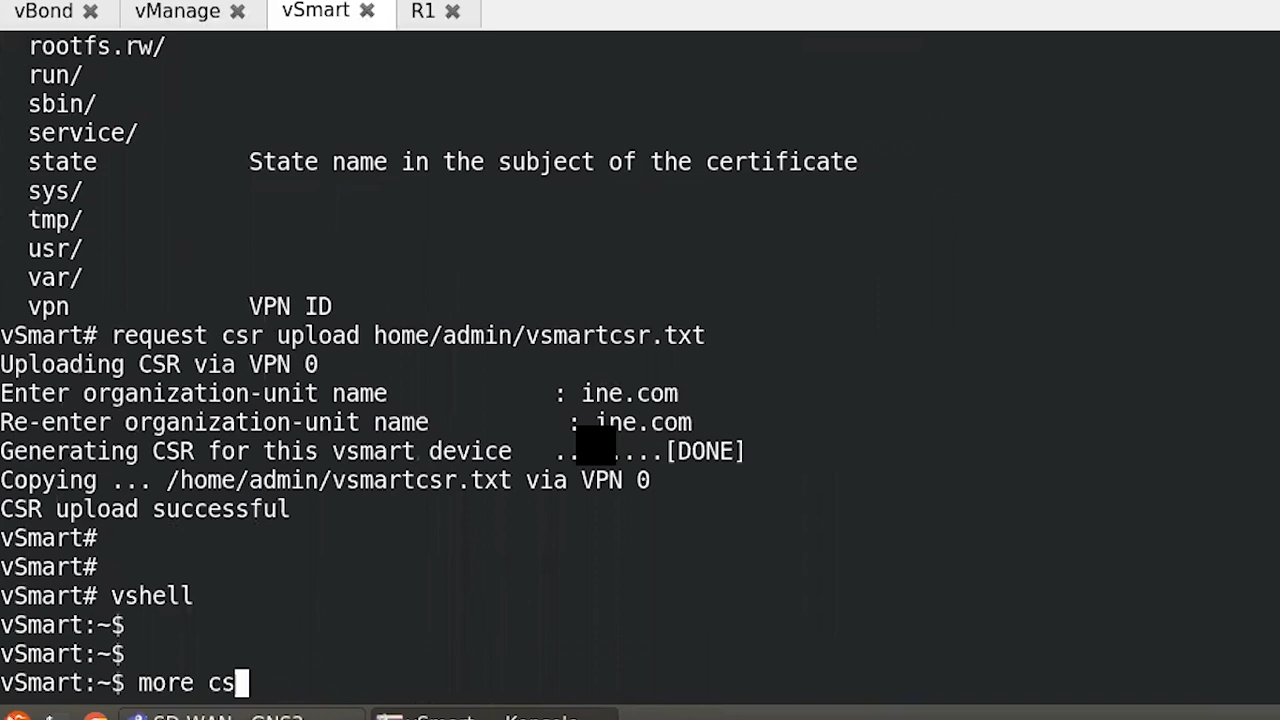 vBond ✖ vManage ✖ vSmart ✖ R1 ✖
rootfs.rw/
run/
sbin/
service/
state State name in the subject of the certificate
sys/
tmp/
usr/
var/
vpn VPN ID
vSmart# request csr upload home/admin/vsmartcsr.txt
Uploading CSR via VPN 0
Enter organization-unit name : ine.com
Re-enter organization-unit name : ine.com
Generating CSR for this vsmart device .. ....[DONE]
Copying ... /home/admin/vsmartcsr.txt via VPN 0
CSR upload successful
vSmart#
vSmart#
vSmart# vshell
vSmart:~$
vSmart:~$
vSmart:~$ more cs